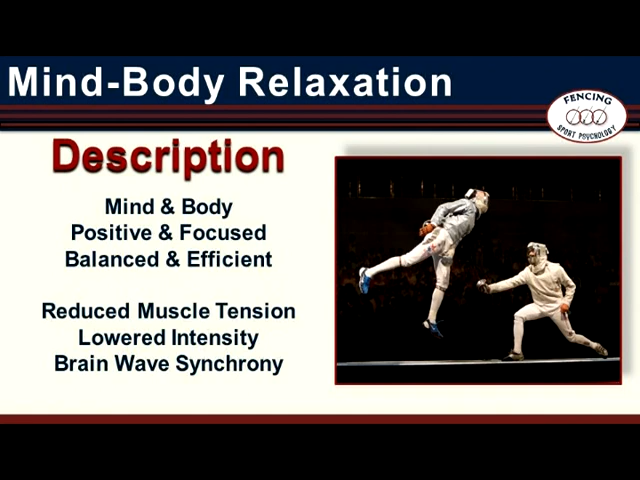 Mind-Body Relaxation
FENCING
SPORT PSYCHOLOGY
Description
Mind & Body
Positive & Focused
Balanced & Efficient
Reduced Muscle Tension
Lowered Intensity
Brain Wave Synchrony